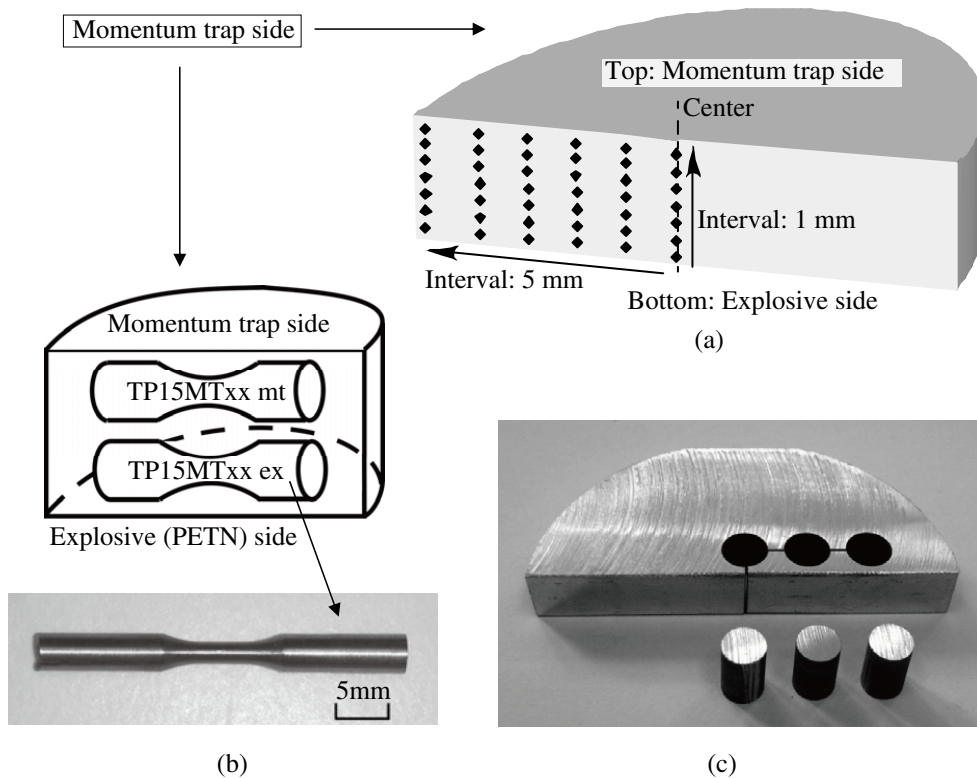 Momentum trap side
Top: Momentum trap side
Center
Interval: 1 mm
Interval: 5 mm
Bottom: Explosive side
(a)
Momentum trap side
TP15MTxx mt
TP15MTxx ex
Explosive (PETN) side
5mm
(b)
(c)